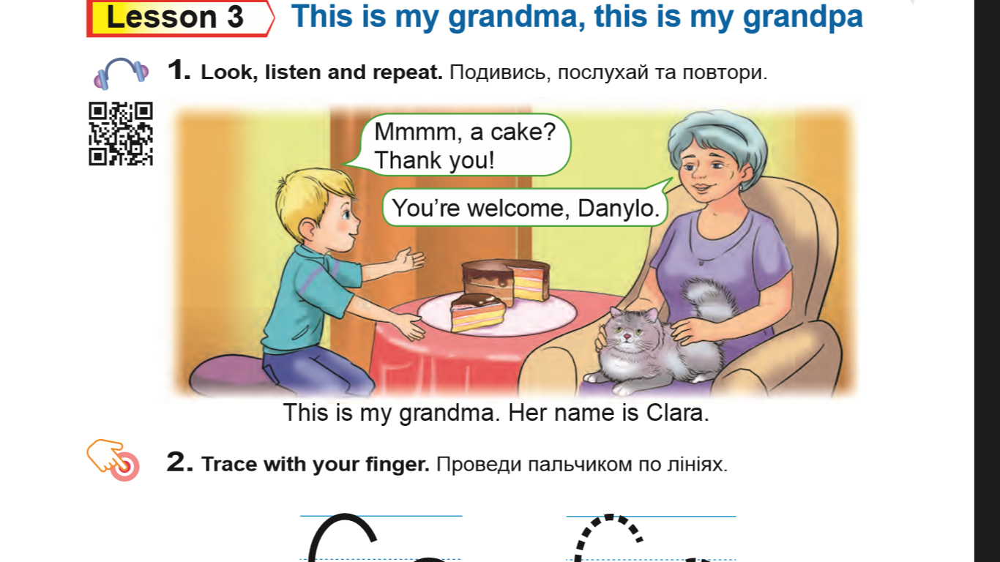 Lesson 3
This is my grandma, this is my grandpa
1. Look, listen and repeat. Подивись, послухай та повтори.
Mmmm, a cake?
Thank you!
You’re welcome, Danylo.
This is my grandma. Her name is Clara.
2. Trace with your finger. Проведи пальчиком по лініях.